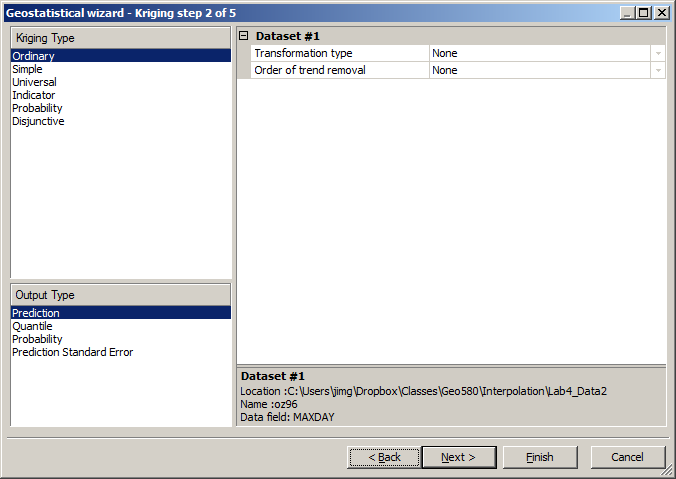 Geostatistical wizard - Kriging step 2 of 5
Kriging Type
Ordinary
Simple
Universal
Indicator
Probability
Disjunctive
Output Type
Prediction
Quantile
Probability
Prediction Standard Error
Dataset #1
Transformation type None
Order of trend removal None
Dataset #1
Location :C:\Users\jimg\Dropbox\Classes\Geo580\Interpolation\Lab4_Data2
Name :oz96
Data field: MAXDAY
< Back Next > Finish Cancel